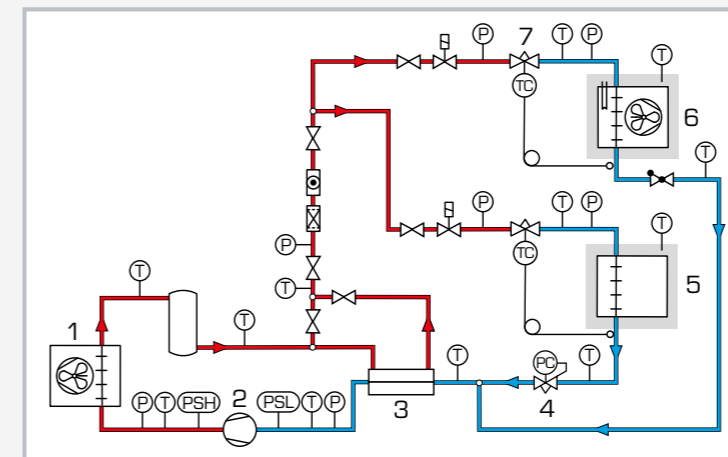 P 7 T P T
TC 6
T
P T P T
TC 5
P
T
T T
1 PC T T
P T PSH 2 PSL T P 3 4